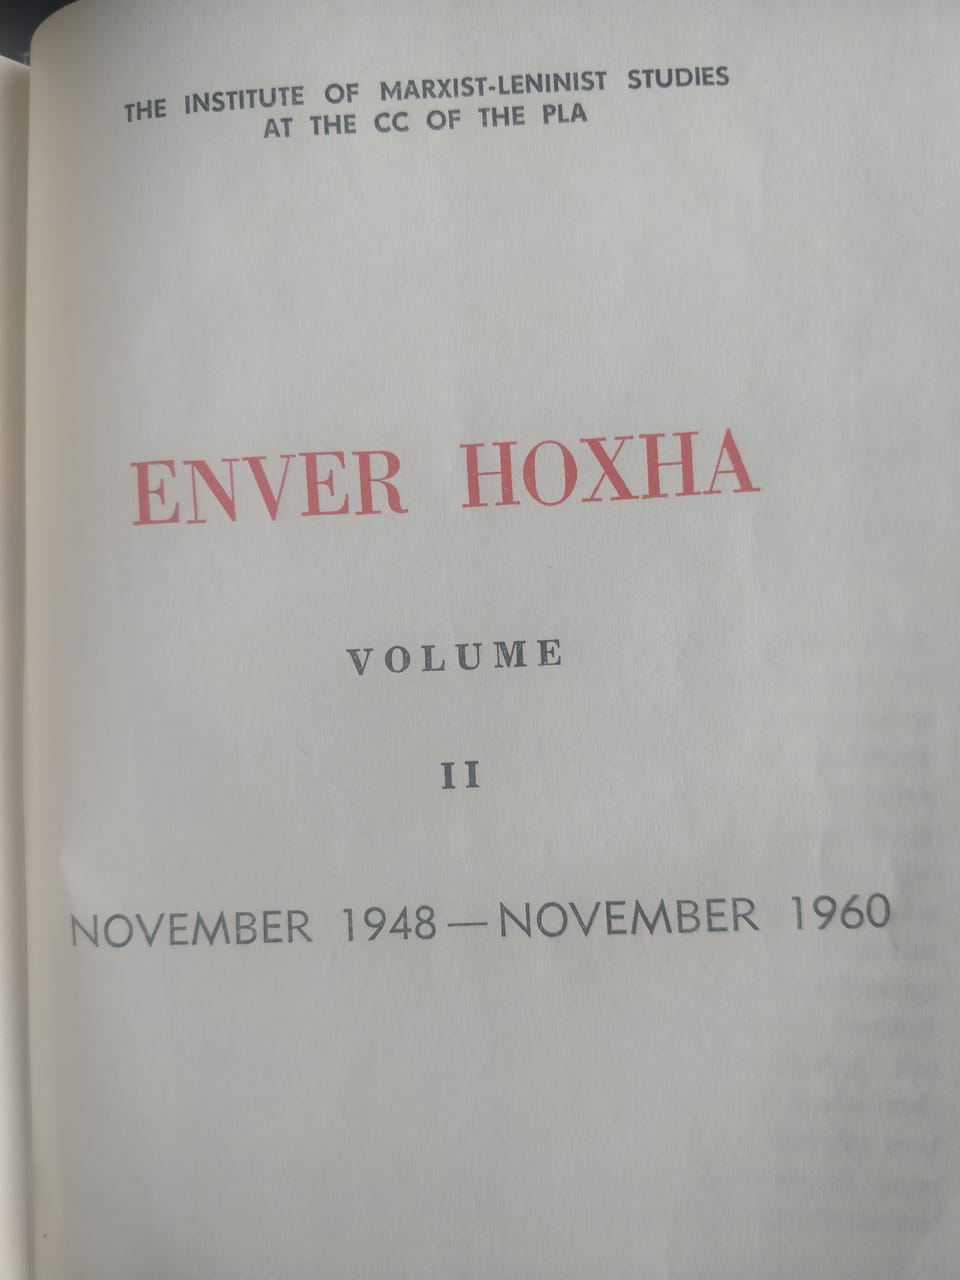 THE INSTITUTE OF MARXIST-LENINIST STUDIES
AT THE CC OF THE PLA
ENVER HOXHA
VOLUME
II
NOVEMBER 1948 — NOVEMBER 1960